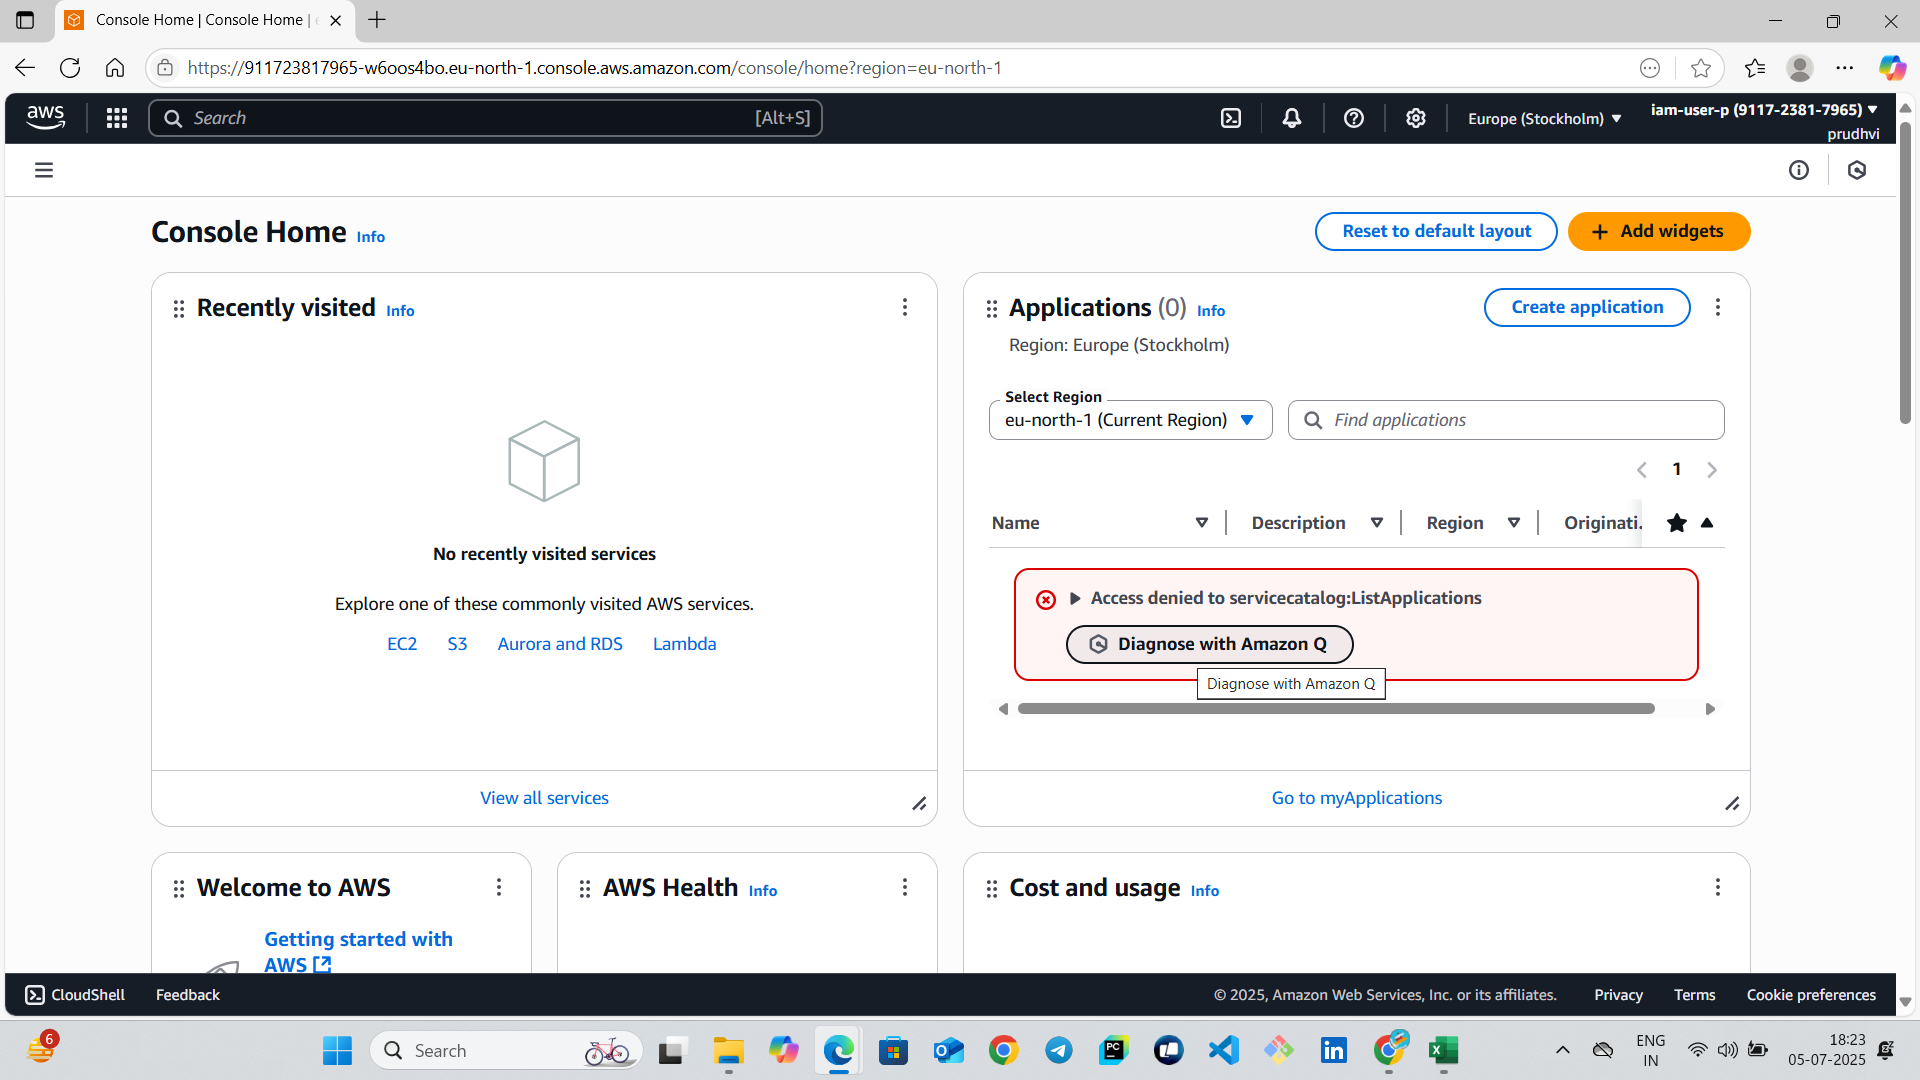 Console Home | Console Home | e
https://911723817965-w6oos4bo.eu-north-1.console.aws.amazon.com/console/home?region=eu-north-1
aws
Search
[Alt+S]
Europe (Stockholm)
iam-user-p (9117-2381-7965)
prudhvi
Console Home Info
Reset to default layout
Add widgets
Recently visited Info
No recently visited services
Explore one of these commonly visited AWS services.
EC2 S3 Aurora and RDS Lambda
View all services
Applications (0) Info
Create application
Region: Europe (Stockholm)
Select Region
eu-north-1 (Current Region)
Find applications
1
Name Description Region Originati.
Access denied to servicecatalog:ListApplications
Diagnose with Amazon Q
Diagnose with Amazon Q
Go to myApplications
Welcome to AWS
Getting started with
AWS
AWS Health Info
Cost and usage Info
CloudShell Feedback
© 2025, Amazon Web Services, Inc. or its affiliates. Privacy Terms Cookie preferences
6
Search
PC
in
ENG
IN
18:23
05-07-2025